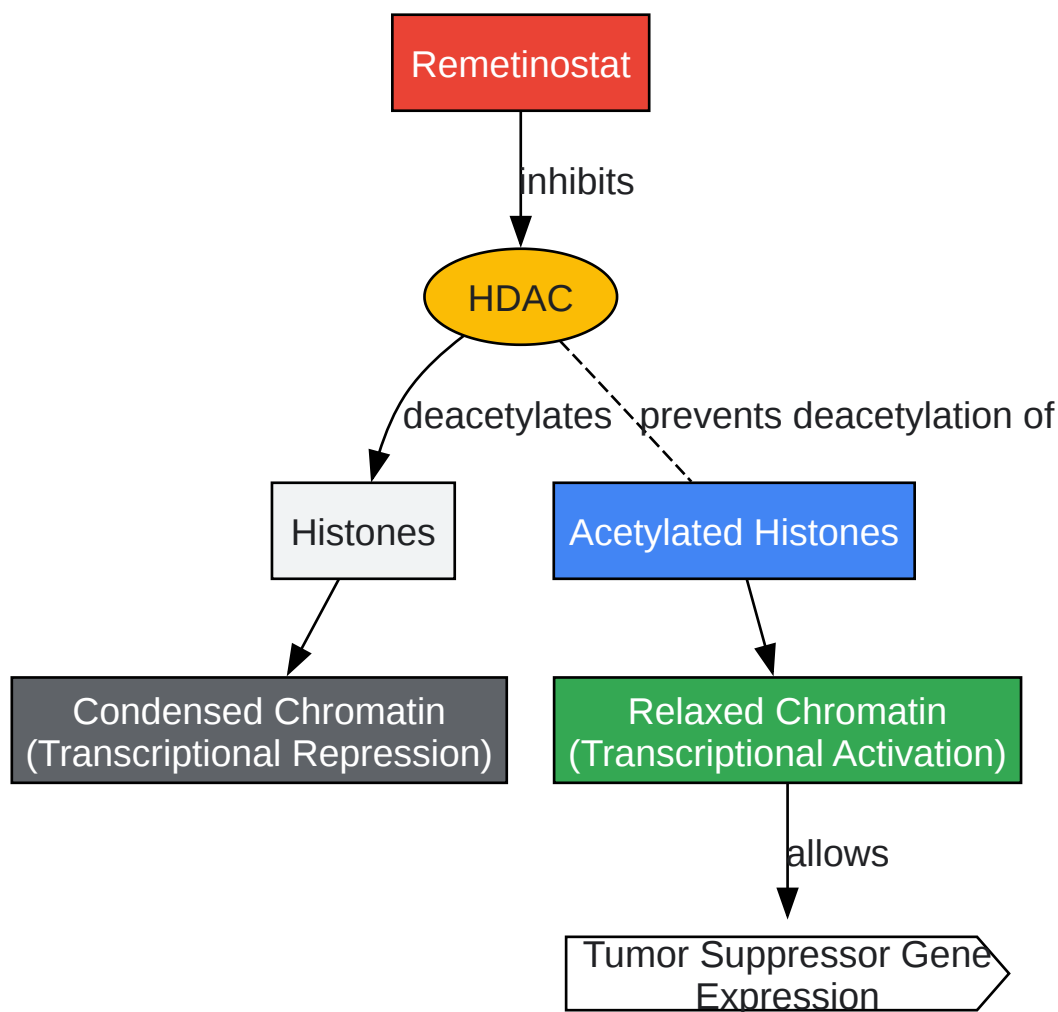 Remetinostat
inhibits
HDAC
deacetylates
prevents deacetylation of
Histones
Acetylated Histones
Condensed Chromatin
(Transcriptional Repression)
Relaxed Chromatin
(Transcriptional Activation)
allows
Tumor Suppressor Gene
Expression